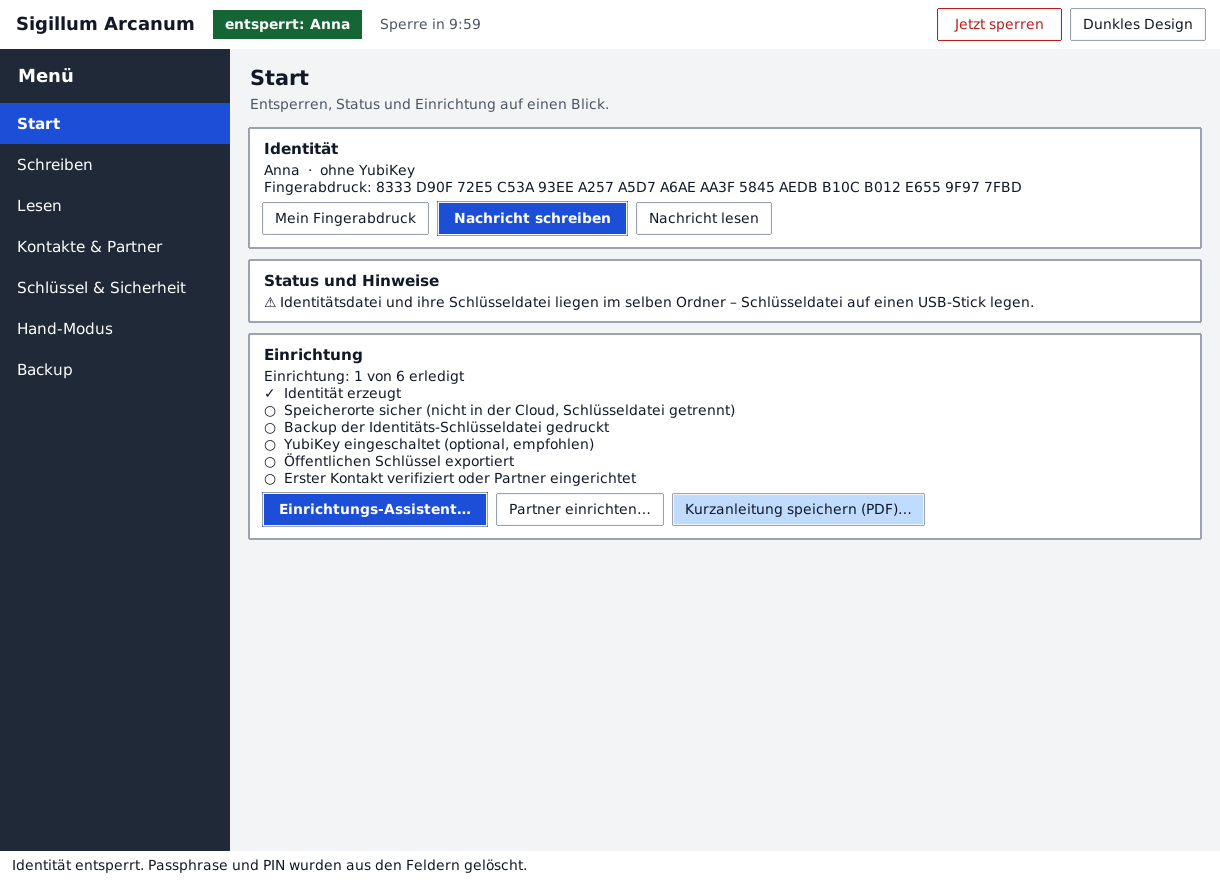 Sigillum Arcanum
entsperrt: Anna
Sperre in 9:59
Jetzt sperren
Dunkles Design
Menü
Start
Schreiben
Lesen
Kontakte & Partner
Schlüssel & Sicherheit
Hand-Modus
Backup
Start
Entsperren, Status und Einrichtung auf einen Blick.
Identität
Anna · ohne YubiKey
Fingerabdruck: 8333 D90F 72E5 C53A 93EE A257 A5D7 A6AE AA3F 5845 AEDB B10C B012 E655 9F97 7FBD
Mein Fingerabdruck
Nachricht schreiben
Nachricht lesen
Status und Hinweise
⚠ Identitätsdatei und ihre Schlüsseldatei liegen im selben Ordner – Schlüsseldatei auf einen USB-Stick legen.
Einrichtung
Einrichtung: 1 von 6 erledigt
✓ Identität erzeugt
○ Speicherorte sicher (nicht in der Cloud, Schlüsseldatei getrennt)
○ Backup der Identitäts-Schlüsseldatei gedruckt
○ YubiKey eingeschaltet (optional, empfohlen)
○ Öffentlichen Schlüssel exportiert
○ Erster Kontakt verifiziert oder Partner eingerichtet
Einrichtungs-Assistent…
Partner einrichten…
Kurzanleitung speichern (PDF)…
Identität entsperrt. Passphrase und PIN wurden aus den Feldern gelöscht.